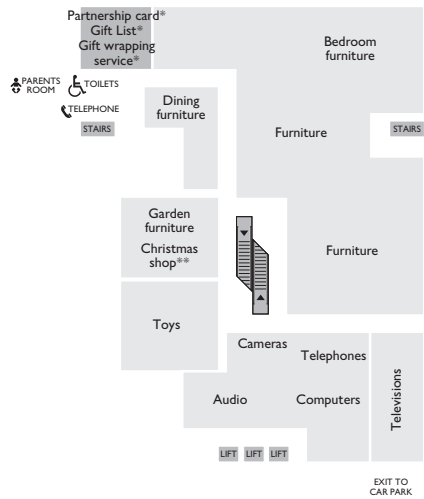 Partnership card*
Gift List*
Gift wrapping
service*
Bedroom
furniture
PARENTS
ROOM
TOILETS
TELEPHONE
STAIRS
Dining
furniture
Furniture
STAIRS
Garden
furniture
Christmas
shop**
Furniture
Toys
Cameras
Telephones
Audio
Computers
Televisions
LIFT LIFT LIFT
EXIT TO
CAR PARK